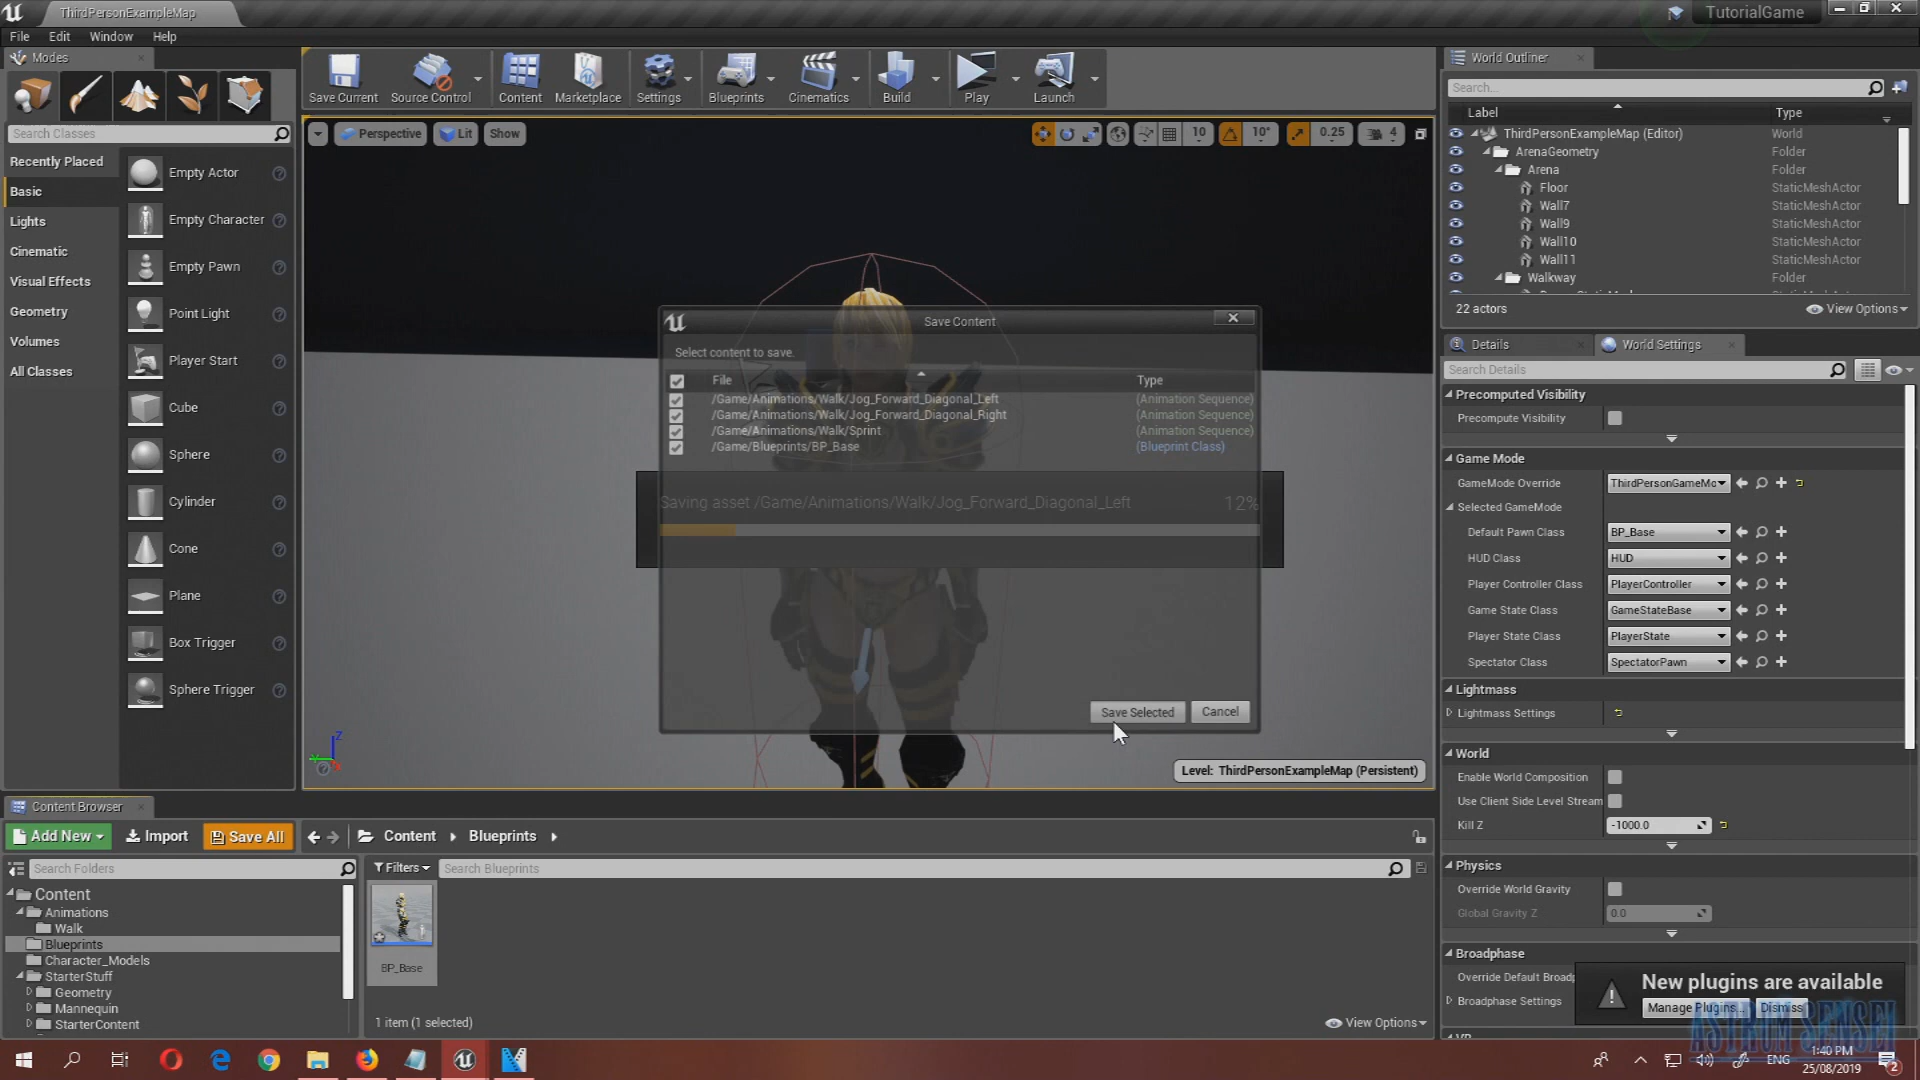 ThirdPersonExampleMap
TutorialGame
File Edit Window Help
Modes
Search Classes
Recently Placed
Basic
Lights
Cinematic
Visual Effects
Geometry
Volumes
All Classes
Empty Actor
Empty Character
Empty Pawn
Point Light
Player Start
Cube
Sphere
Cylinder
Cone
Plane
Box Trigger
Sphere Trigger
Save Current
Source Control
Content
Marketplace
Settings
Blueprints
Cinematics
Build
Play
Launch
Perspective Lit Show
10 10° 0.25 4
Save Content
Select content to save.
File Type
/Game/Animations/Walk/Jog_Forward_Diagonal_Left (Animation Sequence)
/Game/Animations/Walk/Jog_Forward_Diagonal_Right (Animation Sequence)
/Game/Animations/Walk/Sprint (Animation Sequence)
/Game/Blueprints/BP_Base (Blueprint Class)
Saving asset /Game/Animations/Walk/Jog_Forward_Diagonal_Left 12%
Save Selected Cancel
Level: ThirdPersonExampleMap (Persistent)
World Outliner
Search...
Label Type
ThirdPersonExampleMap (Editor) World
ArenaGeometry Folder
Arena Folder
Floor StaticMeshActor
Wall7 StaticMeshActor
Wall9 StaticMeshActor
Wall10 StaticMeshActor
Wall11 StaticMeshActor
Walkway Folder
22 actors View Options
Details World Settings
Search Details
Precomputed Visibility
Precompute Visibility
Game Mode
GameMode Override ThirdPersonGameMo
Selected GameMode
Default Pawn Class BP_Base
HUD Class HUD
Player Controller Class PlayerController
Game State Class GameStateBase
Player State Class PlayerState
Spectator Class SpectatorPawn
Lightmass
Lightmass Settings
World
Enable World Composition
Use Client Side Level Stream
Kill Z -1000.0
Physics
Override World Gravity
Global Gravity Z 0.0
Broadphase
Override Default Broadp
Broadphase Settings
New plugins are available
Manage Plugins... Dismiss
ASTRUM SENSEI
Content Browser
Add New Import Save All Content Blueprints
Search Folders
Filters Search Blueprints
Content
Animations
Walk
Blueprints
Character_Models
StarterStuff
Geometry
Mannequin
StarterContent
BP_Base
1 item (1 selected)
View Options
ENG
1:40 PM
25/08/2019
2